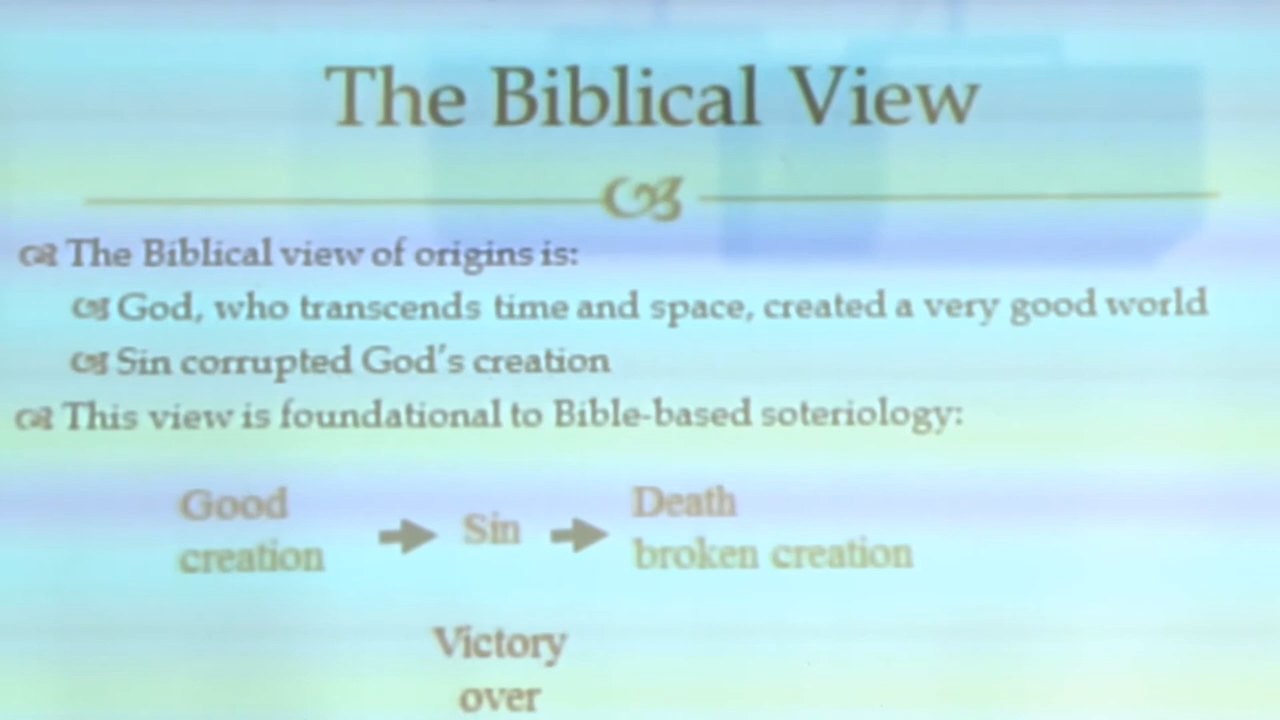 The Biblical View
The Biblical view of origins is:
God, who transcends time and space, created a very good world
Sin corrupted God's creation
This view is foundational to Bible-based soteriology:
Good
creation
Sin
Death
broken creation
Victory
over